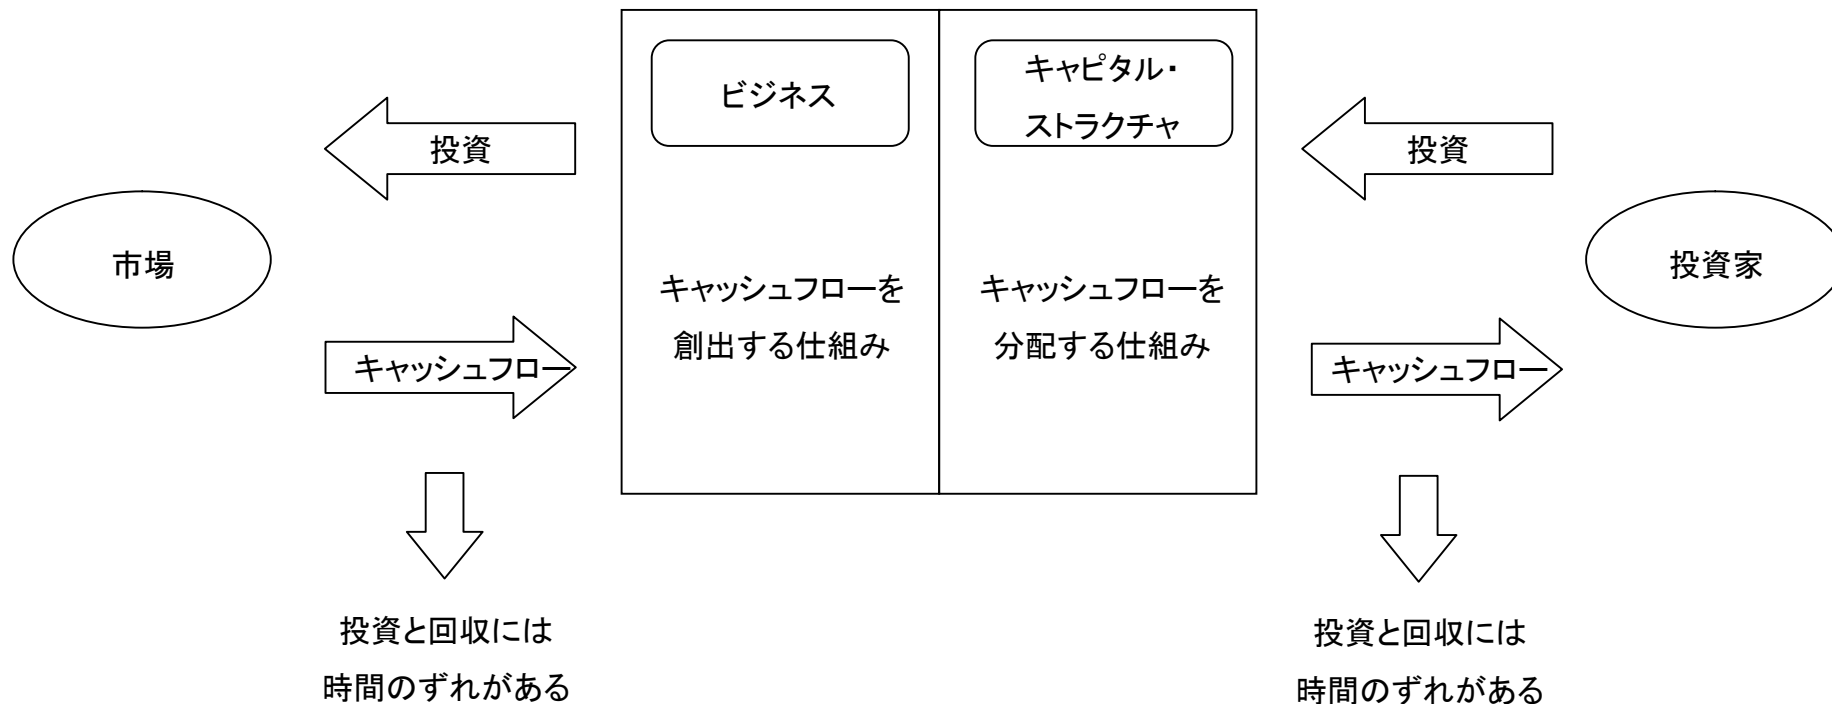 ビジネス
キャピタル・
ストラクチャ
投資
投資
市場
投資家
キャッシュフローを
創出する仕組み
キャッシュフローを
分配する仕組み
キャッシュフロー
キャッシュフロー
投資と回収には
時間のずれがある
投資と回収には
時間のずれがある